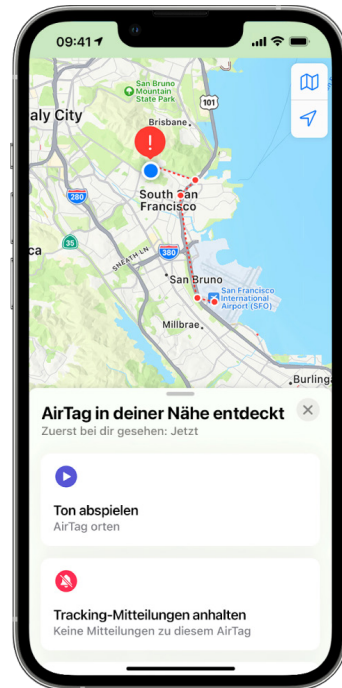 09:41
San Bruno
Mountain
State Park
101
aly City
Brisbane
South San
Francisco
280
ca
35
SHEATH LN
380
San Bruno
San Francisco
International
Airport (SFO)
Millbrae
Burling
!
AirTag in deiner Nähe entdeckt
Zuerst bei dir gesehen: Jetzt
Ton abspielen
AirTag orten
Tracking-Mitteilungen anhalten
Keine Mitteilungen zu diesem AirTag